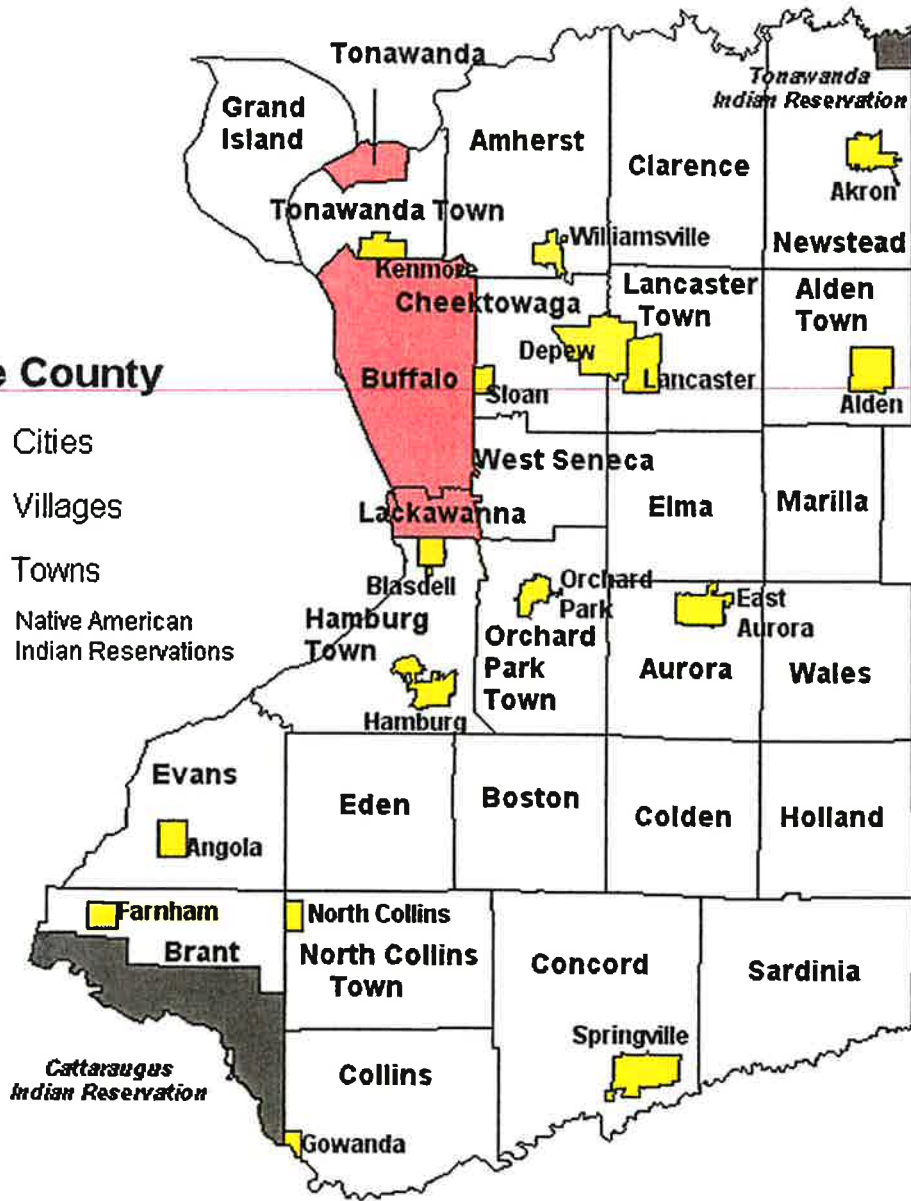 Tonawanda
Grand
Island
Tonawanda
Indian Reservation
Amherst
Clarence
Akron
Tonawanda Town
Williamsville
Newstead
Kenmore
Cheektowaga
Lancaster
Town
Alden
Town
e County
Buffalo
Depew
Sloan
Lancaster
Alden
Cities
West Seneca
Villages
Lackawanna
Elma
Marilla
Towns
Blasdell
Orchard
Park
East
Aurora
Native American
Indian Reservations
Hamburg
Town
Orchard
Park
Town
Aurora
Wales
Hamburg
Evans
Eden
Boston
Colden
Holland
Angola
Farnham
North Collins
Brant
North Collins
Town
Concord
Sardinia
Springville
Cattaraugus
Indian Reservation
Collins
Gowanda